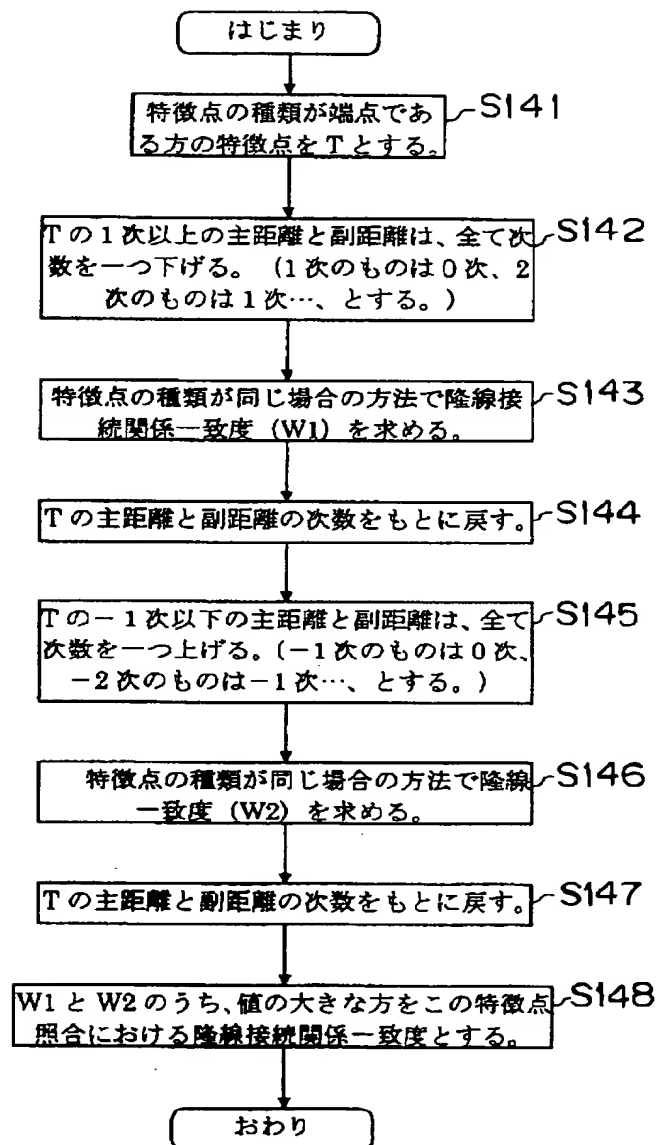 はじまり
特徴点の種類が端点であ
る方の特徴点をTとする。
S141
Tの1次以上の主距離と副距離は、全て次
数を一つ下げる。(1次のものは0次、2
次のものは1次…、とする。)
S142
特徴点の種類が同じ場合の方法で隆線接
続関係一致度(W1)を求める。
S143
Tの主距離と副距離の次数をもとに戻す。
S144
Tの-1次以下の主距離と副距離は、全て
次数を一つ上げる。(-1次のものは0次、
-2次のものは-1次…、とする。)
S145
特徴点の種類が同じ場合の方法で隆線
一致度(W2)を求める。
S146
Tの主距離と副距離の次数をもとに戻す。
S147
W1とW2のうち、値の大きな方をこの特徴点
照合における隆線接続関係一致度とする。
S148
おわり